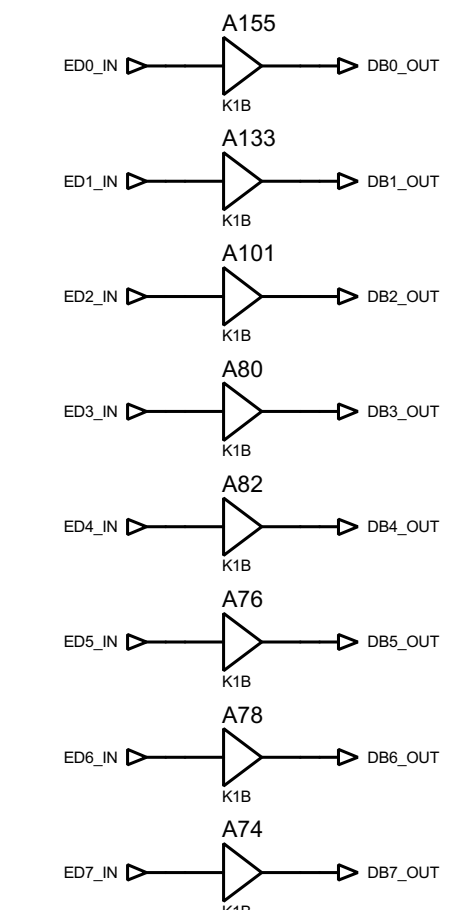 A155
ED0_IN DB0_OUT
K1B
A133
ED1_IN DB1_OUT
K1B
A101
ED2_IN DB2_OUT
K1B
A80
ED3_IN DB3_OUT
K1B
A82
ED4_IN DB4_OUT
K1B
A76
ED5_IN DB5_OUT
K1B
A78
ED6_IN DB6_OUT
K1B
A74
ED7_IN DB7_OUT
K1B